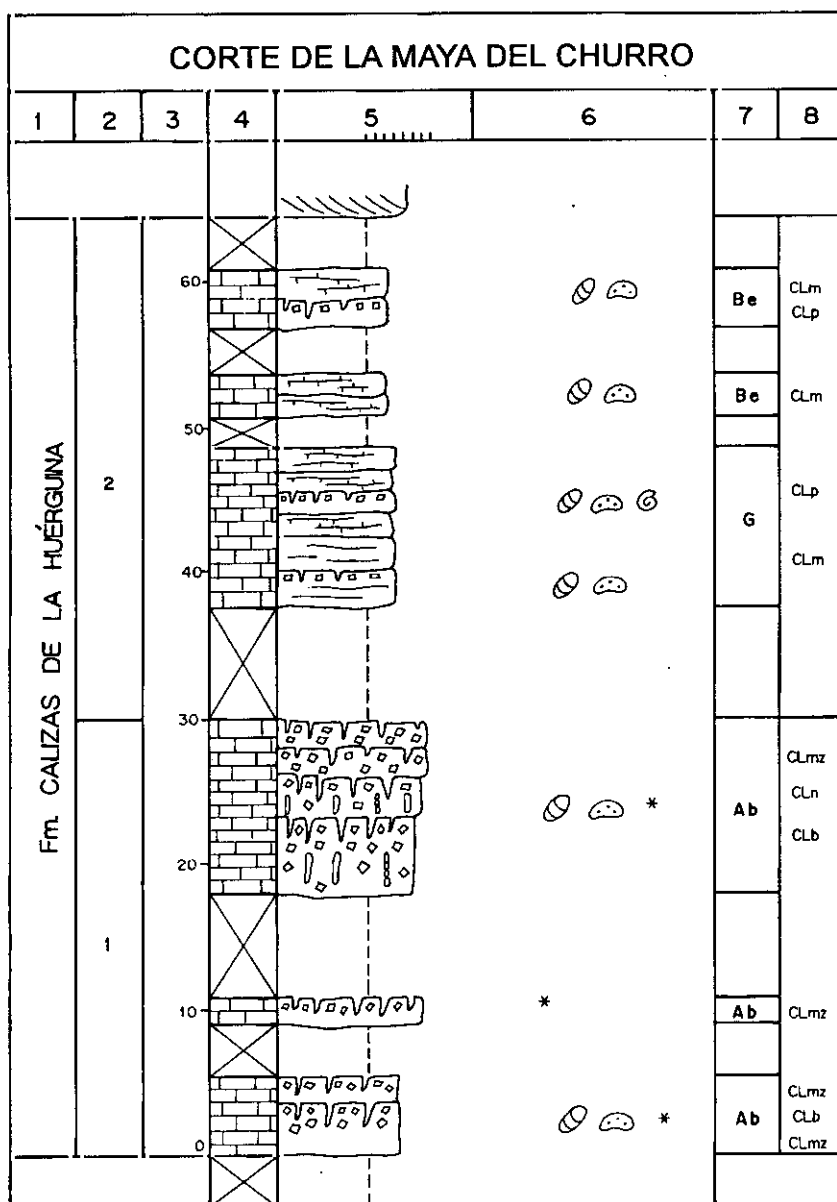 CORTE DE LA MAYA DEL CHURRO
1 2 3 4 5 6 7 8
Fm. CALIZAS DE LA HUÉRGUINA
2
1
60
50
40
30
20
10
0
Be
CLm
CLp
Be
CLm
G
CLp
CLm
Ab
CLmz
CLn
CLb
Ab
CLmz
Ab
CLmz
CLb
CLmz